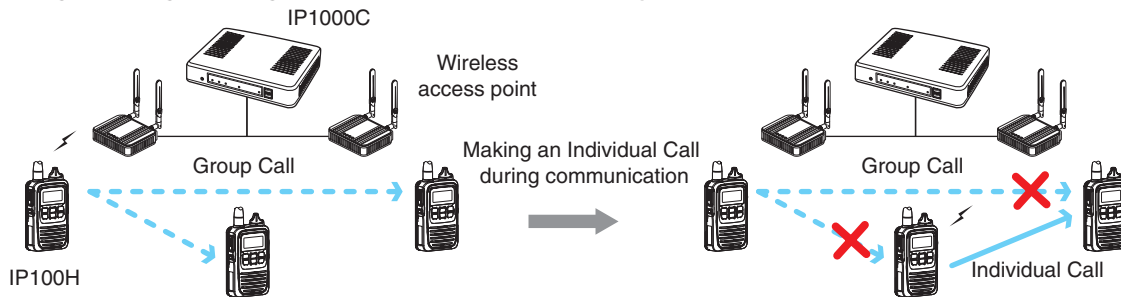 IP1000C
Wireless
access point
Group Call
IP100H
Making an Individual Call
during communication
Group Call
Individual Call